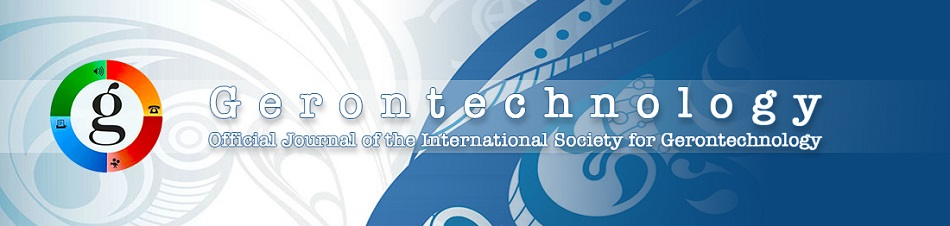 g
Gerontechnology
Official Journal of the International Society for Gerontechnology